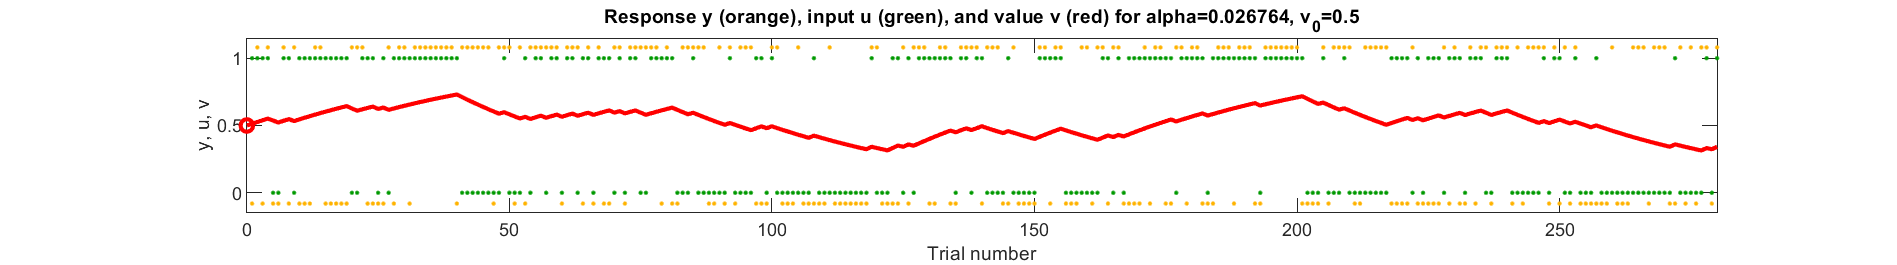 Response y (orange), input u (green), and value v (red) for alpha=0.026764, v0=0.5
y, u, v
1
0.5
0
0 50 100 150 200 250
Trial number